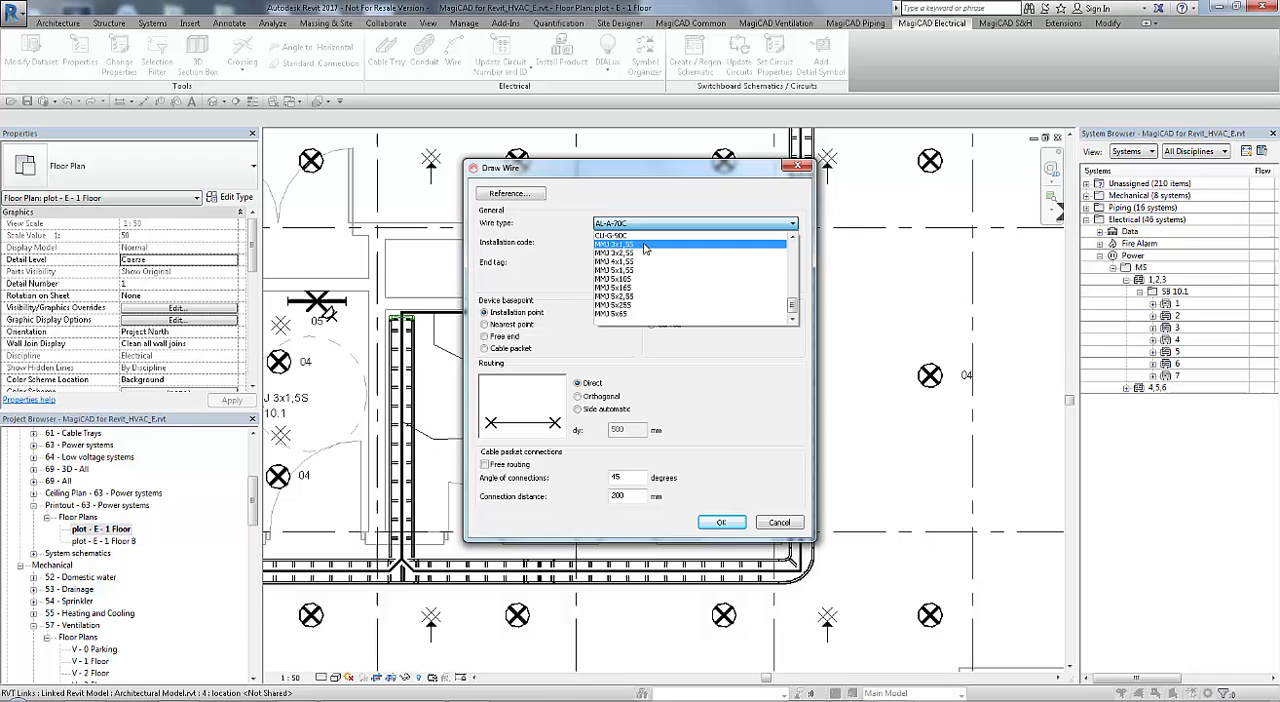 Autodesk Revit 2017 - Not For Resale Version - MagiCAD for Revit_HVAC_E.rvt - Floor Plan: plot - E - 1 Floor
Type a keyword or phrase
Sign In
Architecture Structure Systems Insert Annotate Analyze Massing & Site Collaborate View Manage Add-Ins Quantification Site Designer MagiCAD Common MagiCAD Ventilation MagiCAD Piping MagiCAD Electrical MagiCAD S&H Extensions Modify
Modify Dataset
Properties
Change Properties
Selection Filter
3D Section Box
Crossing
Angle to Horizontal
Standard Connection
Cable Tray
Conduit
Wire
Update Circuit Number and ID
Install Product
DIALux
Symbol Organizer
Create / Regen Schematic
Update Circuits
Set Circuit Properties
Add Detail Symbol
Tools
Electrical
Switchboard Schematics / Circuits
Properties
Floor Plan
Floor Plan: plot - E - 1 Floor
Edit Type
Graphics
View Scale 1 : 50
Scale Value 1: 50
Display Model Normal
Detail Level Coarse
Parts Visibility Show Original
Detail Number 1
Rotation on Sheet None
Visibility/Graphics Overrides Edit...
Graphic Display Options Edit...
Orientation Project North
Wall Join Display Clean all wall joins
Discipline Electrical
Show Hidden Lines By Discipline
Color Scheme Location Background
Properties help
Apply
Project Browser - MagiCAD for Revit_HVAC_E.rvt
61 - Cable Trays
63 - Power systems
64 - Low voltage systems
69 - 3D - All
69 - All
Ceiling Plan - 63 - Power systems
Printout - 63 - Power systems
Floor Plans
plot - E - 1 Floor
plot - E - 1 Floor B
System schematics
Mechanical
52 - Domestic water
53 - Drainage
54 - Sprinkler
55 - Heating and Cooling
57 - Ventilation
Floor Plans
V - 0 Parking
V - 1 Floor
V - 2 Floor
05
04
J 3x1,5S
10.1
04
04
Draw Wire
Reference...
General
Wire type: AL-A-70C
CU-G-90C
MMJ 3x1,5S
MMJ 3x2,5S
MMJ 4x1,5S
MMJ 5x1,5S
MMJ 5x10S
MMJ 5x16S
MMJ 5x2,5S
MMJ 5x25S
MMJ 5x6S
Installation code:
End tag:
Device basepoint
Installation point
Nearest point
Free end
Cable packet
Routing
Direct
Orthogonal
Side automatic
dy: 500 mm
Cable packet connections
Free routing
Angle of connections: 45 degrees
Connection distance: 200 mm
OK Cancel
System Browser - MagiCAD for Revit_HVAC_E.rvt
View: Systems All Disciplines
Systems Flow
Unassigned (210 items)
Mechanical (8 systems)
Piping (207 systems)
Electrical (46 systems)
Data
Fire Alarm
Power
MS
1,2,3
SB 10.1
1
2
3
4
5
6
7
4,5,6
1 : 50
RVT Links : Linked Revit Model : Architectural Model.rvt : 4 : location <Not Shared>
:0
Main Model
:0